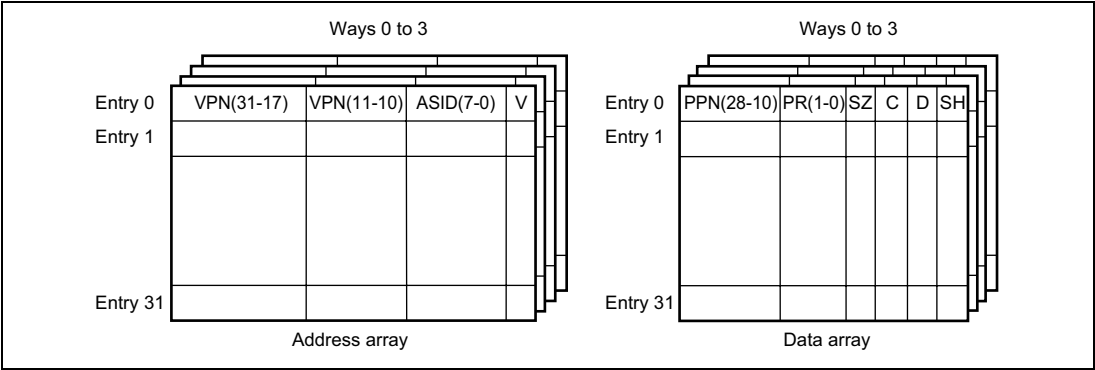 Ways 0 to 3
Entry 0 VPN(31-17) VPN(11-10) ASID(7-0) V
Entry 1
Entry 31
Address array
Ways 0 to 3
Entry 0 PPN(28-10) PR(1-0) SZ C D SH
Entry 1
Entry 31
Data array